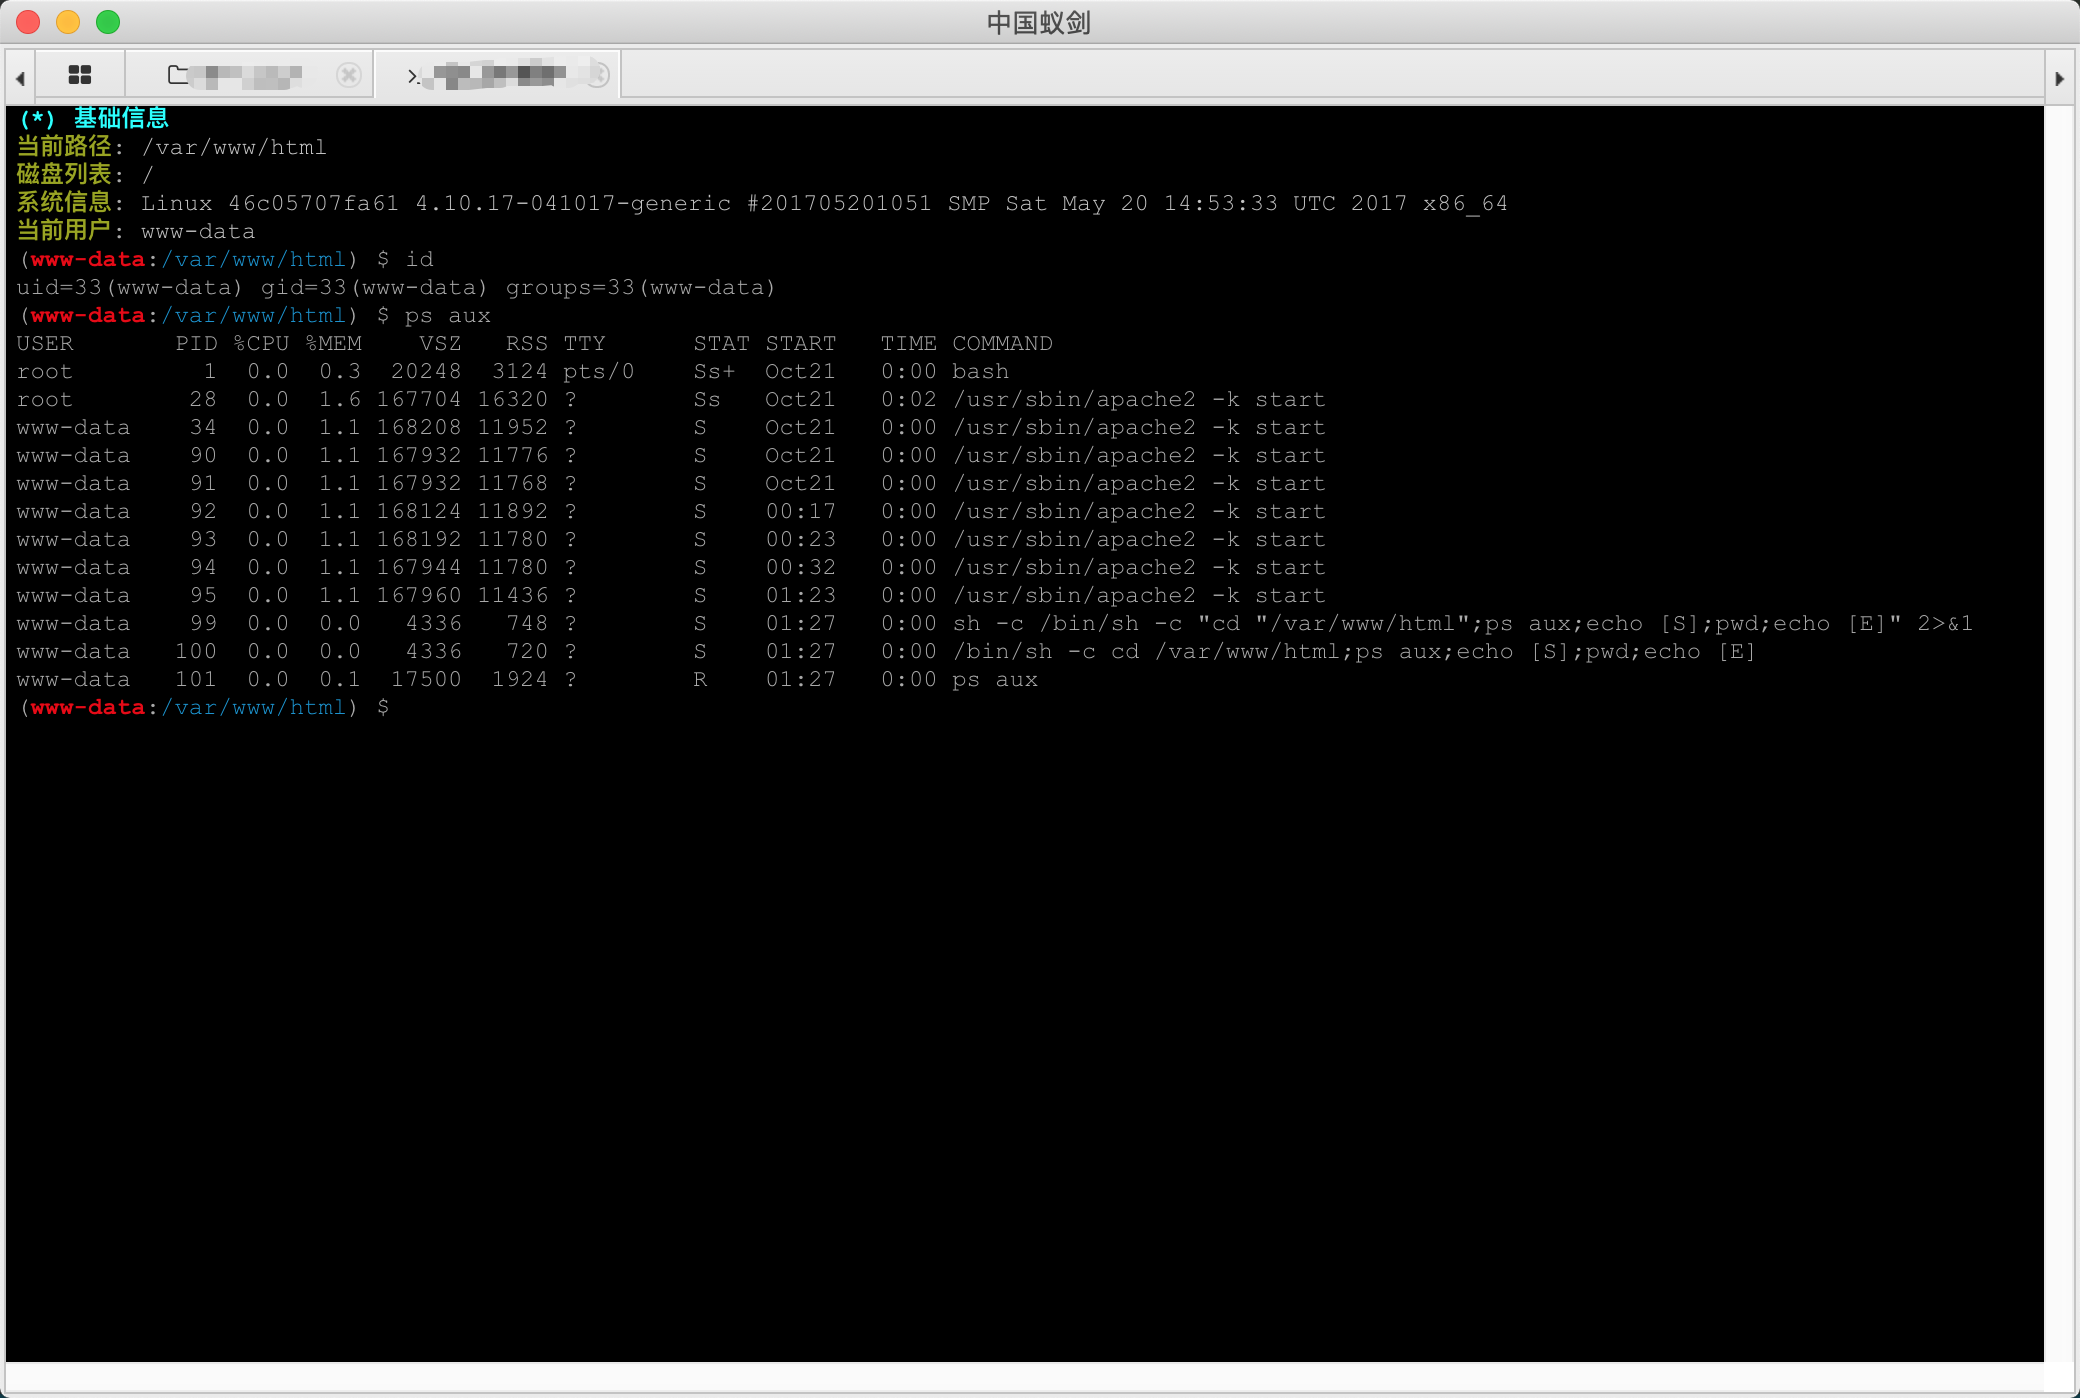 中国蚁剑
(*) 基础信息
当前路径: /var/www/html
磁盘列表: /
系统信息: Linux 46c05707fa61 4.10.17-041017-generic #201705201051 SMP Sat May 20 14:53:33 UTC 2017 x86_64
当前用户: www-data
(www-data:/var/www/html) $ id
uid=33(www-data) gid=33(www-data) groups=33(www-data)
(www-data:/var/www/html) $ ps aux
USER       PID %CPU %MEM    VSZ   RSS TTY      STAT START   TIME COMMAND
root         1  0.0  0.3  20248  3124 pts/0    Ss+  Oct21   0:00 bash
root        28  0.0  1.6 167704 16320 ?        Ss   Oct21   0:02 /usr/sbin/apache2 -k start
www-data    34  0.0  1.1 168208 11952 ?        S    Oct21   0:00 /usr/sbin/apache2 -k start
www-data    90  0.0  1.1 167932 11776 ?        S    Oct21   0:00 /usr/sbin/apache2 -k start
www-data    91  0.0  1.1 167932 11768 ?        S    Oct21   0:00 /usr/sbin/apache2 -k start
www-data    92  0.0  1.1 168124 11892 ?        S    00:17   0:00 /usr/sbin/apache2 -k start
www-data    93  0.0  1.1 168192 11780 ?        S    00:23   0:00 /usr/sbin/apache2 -k start
www-data    94  0.0  1.1 167944 11780 ?        S    00:32   0:00 /usr/sbin/apache2 -k start
www-data    95  0.0  1.1 167960 11436 ?        S    01:23   0:00 /usr/sbin/apache2 -k start
www-data    99  0.0  0.0   4336   748 ?        S    01:27   0:00 sh -c /bin/sh -c "cd "/var/www/html";ps aux;echo [S];pwd;echo [E]" 2>&1
www-data   100  0.0  0.0   4336   720 ?        S    01:27   0:00 /bin/sh -c cd /var/www/html;ps aux;echo [S];pwd;echo [E]
www-data   101  0.0  0.1  17500  1924 ?        R    01:27   0:00 ps aux
(www-data:/var/www/html) $